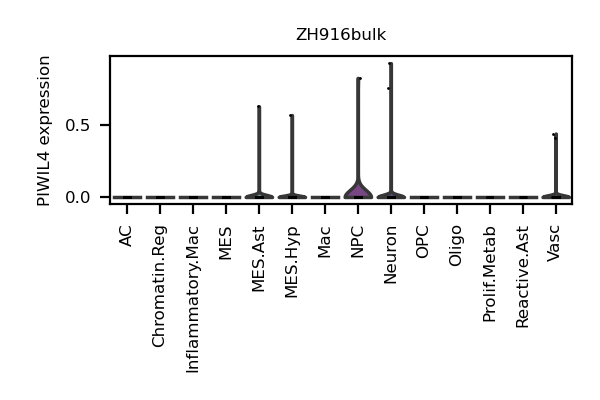 ZH916bulk
PIWIL4 expression
0.5
0.0
AC
Chromatin.Reg
Inflammatory.Mac
MES
MES.Ast
MES.Hyp
Mac
NPC
Neuron
OPC
Oligo
Prolif.Metab
Reactive.Ast
Vasc